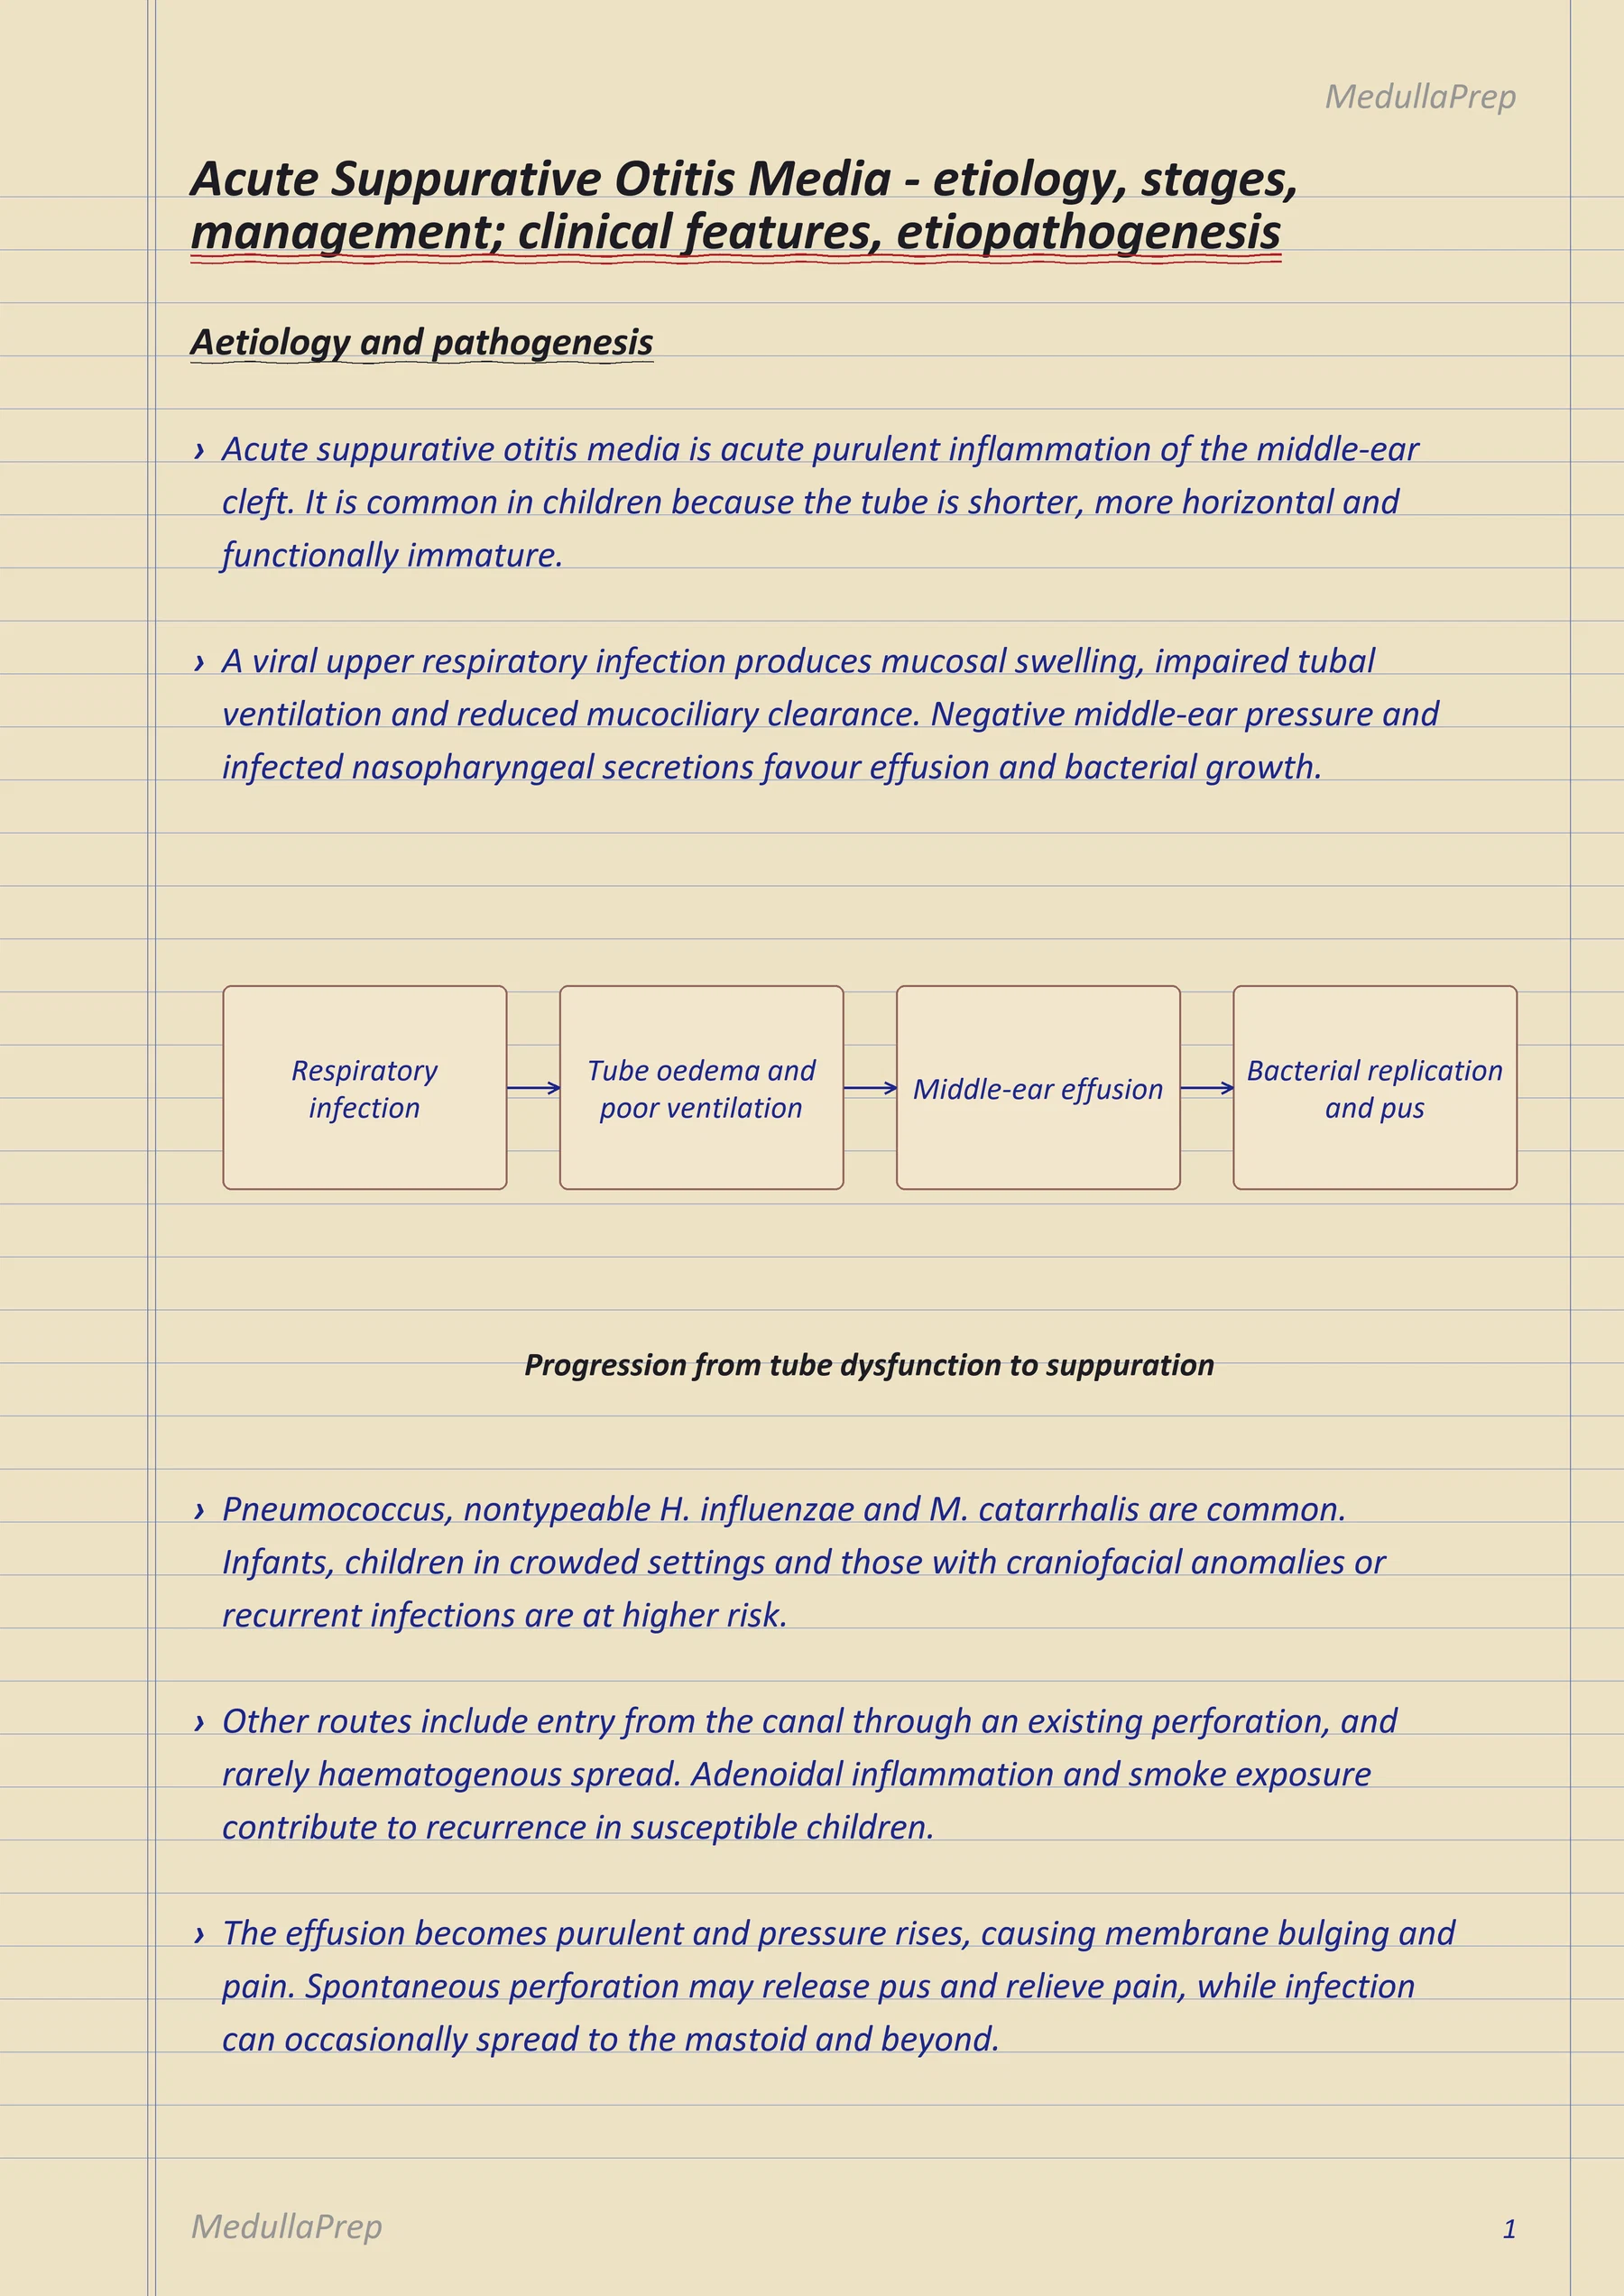 MedullaPrep
Acute Suppurative Otitis Media - etiology, stages,
management; clinical features, etiopathogenesis
Aetiology and pathogenesis
› Acute suppurative otitis media is acute purulent inflammation of the middle-ear
cleft. It is common in children because the tube is shorter, more horizontal and
functionally immature.
› A viral upper respiratory infection produces mucosal swelling, impaired tubal
ventilation and reduced mucociliary clearance. Negative middle-ear pressure and
infected nasopharyngeal secretions favour effusion and bacterial growth.
Respiratory
infection
Tube oedema and
poor ventilation
Middle-ear effusion
Bacterial replication
and pus
Progression from tube dysfunction to suppuration
› Pneumococcus, nontypeable H. influenzae and M. catarrhalis are common.
Infants, children in crowded settings and those with craniofacial anomalies or
recurrent infections are at higher risk.
› Other routes include entry from the canal through an existing perforation, and
rarely haematogenous spread. Adenoidal inflammation and smoke exposure
contribute to recurrence in susceptible children.
› The effusion becomes purulent and pressure rises, causing membrane bulging and
pain. Spontaneous perforation may release pus and relieve pain, while infection
can occasionally spread to the mastoid and beyond.
MedullaPrep
1